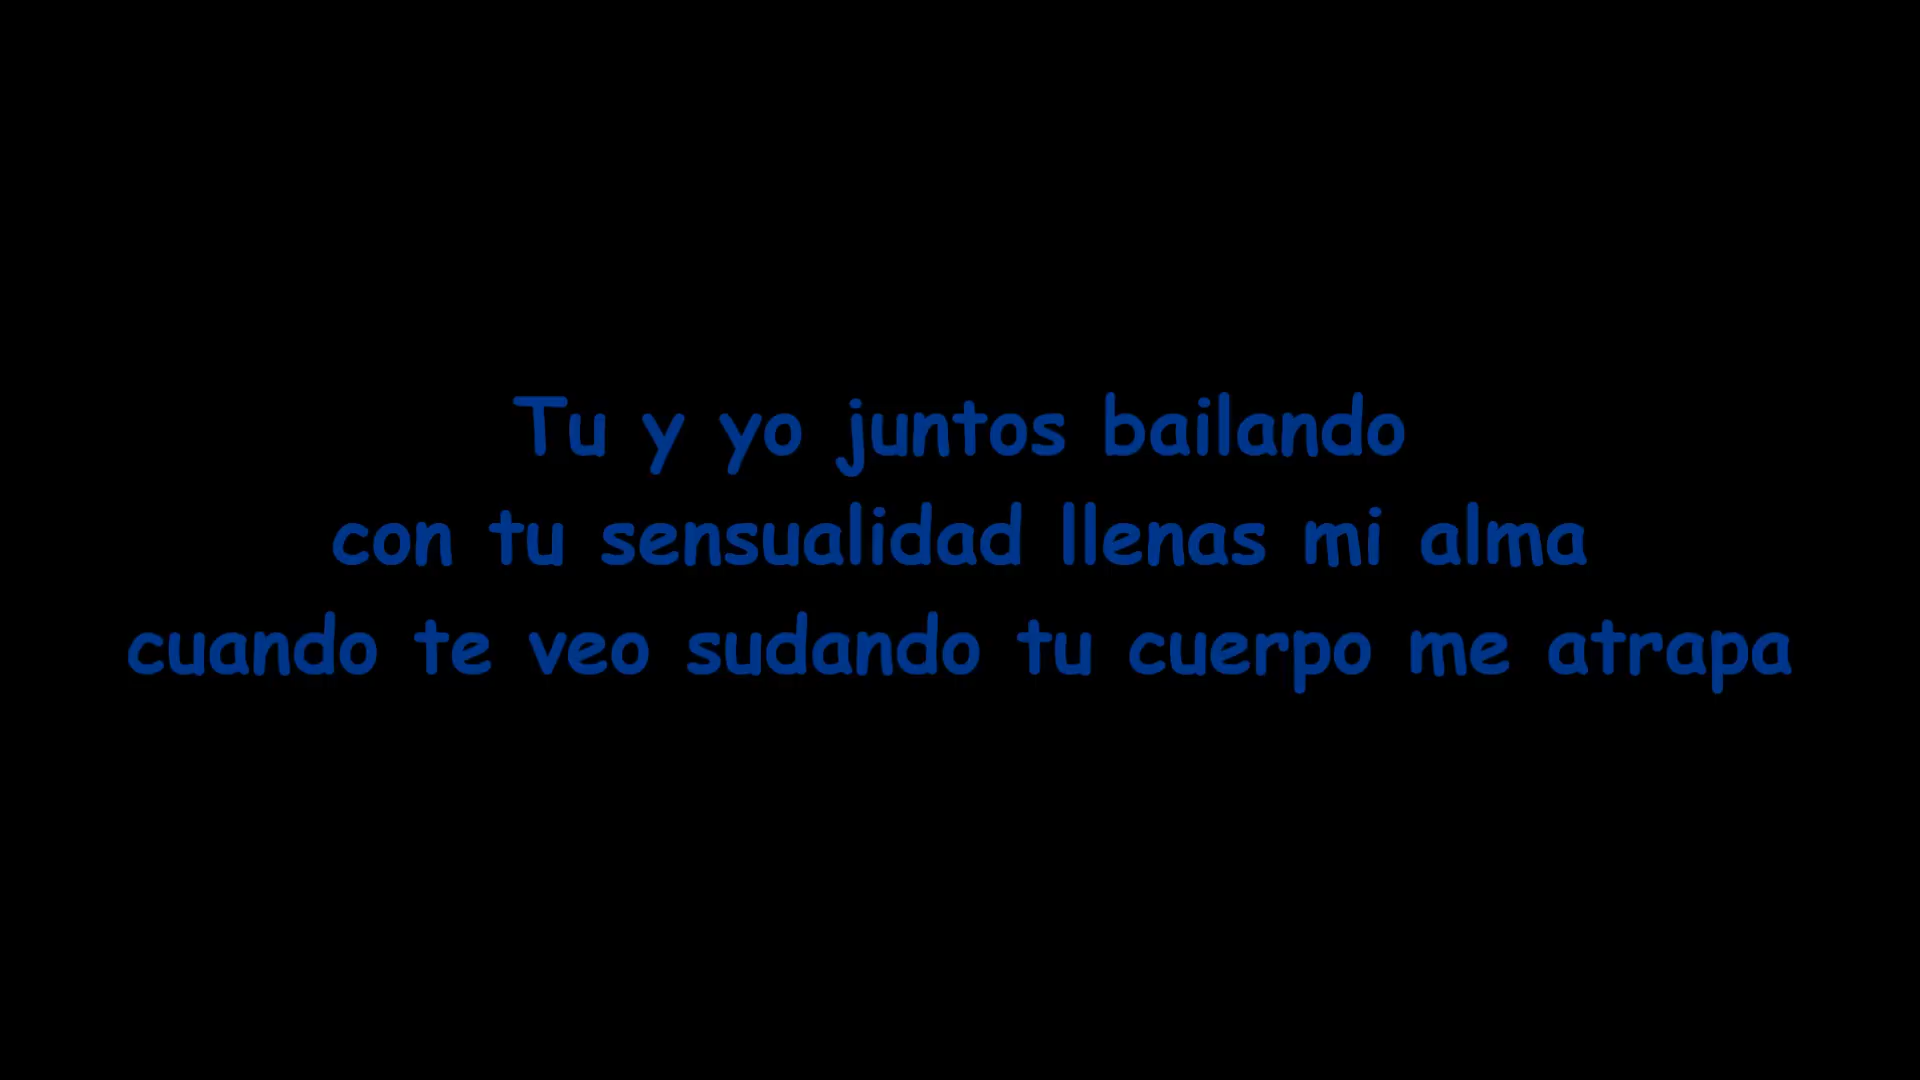 Tu y yo juntos bailando
con tu sensualidad llenas mi alma
cuando te veo sudando tu cuerpo me atrapa